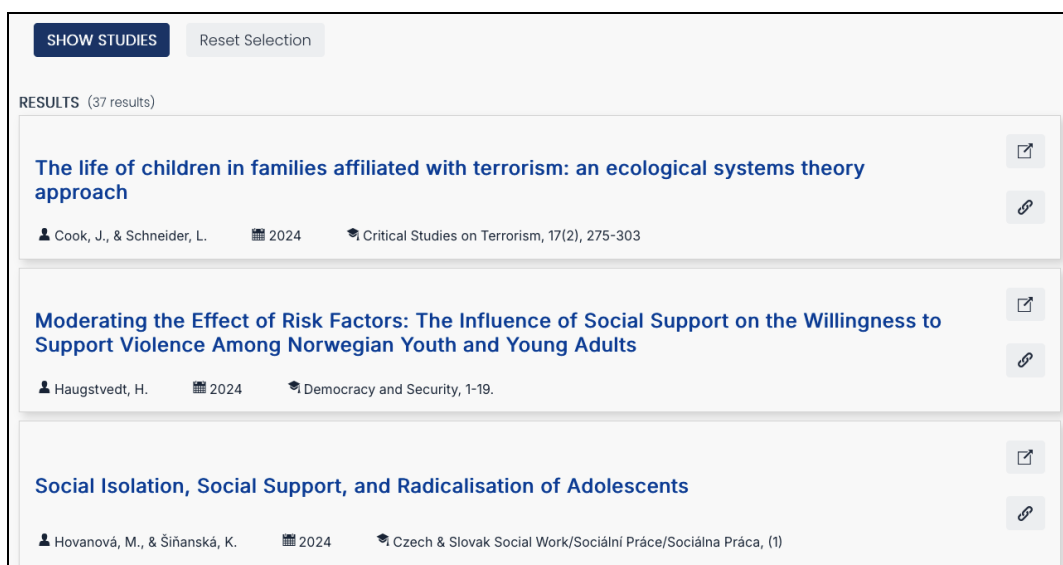 SHOW STUDIES Reset Selection
RESULTS (37 results)
The life of children in families affiliated with terrorism: an ecological systems theory
approach
Cook, J., & Schneider, L. 2024 Critical Studies on Terrorism, 17(2), 275-303
Moderating the Effect of Risk Factors: The Influence of Social Support on the Willingness to
Support Violence Among Norwegian Youth and Young Adults
Haugstvedt, H. 2024 Democracy and Security, 1-19.
Social Isolation, Social Support, and Radicalisation of Adolescents
Hovanová, M., & Šiňanská, K. 2024 Czech & Slovak Social Work/Sociální Práce/Sociálna Práca, (1)